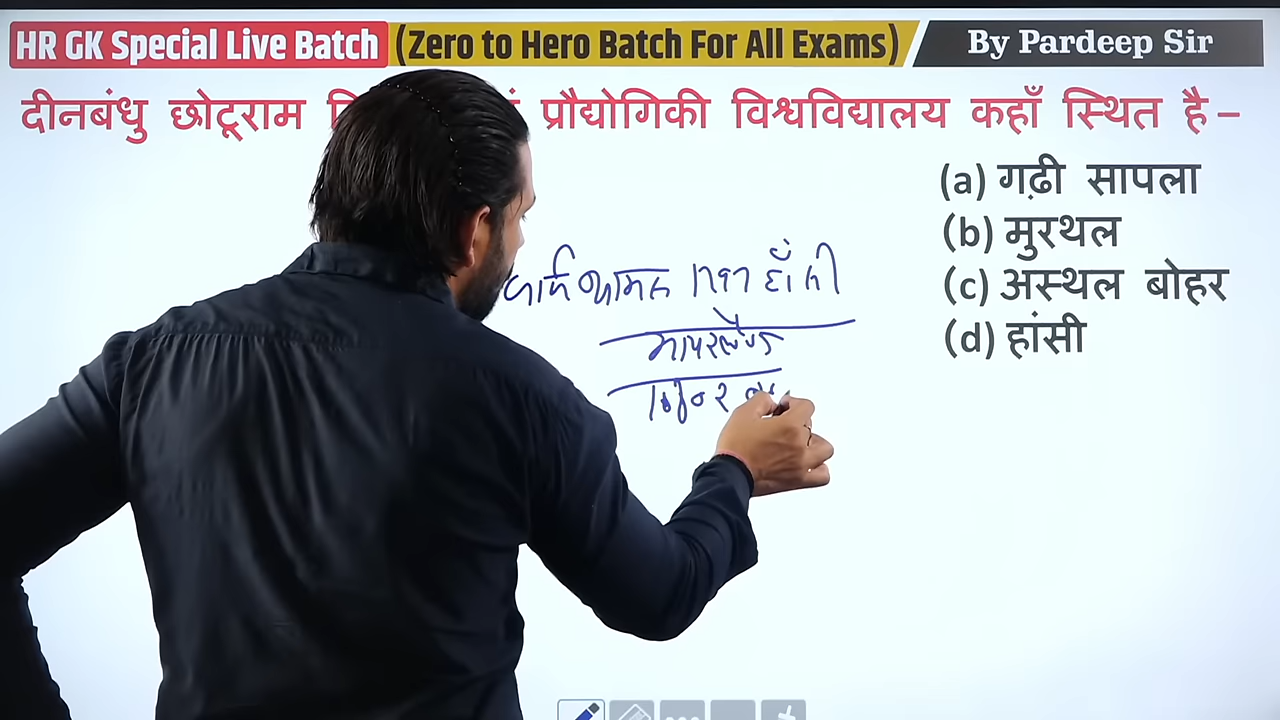 HR GK Special Live Batch (Zero to Hero Batch For All Exams) By Pardeep Sir
दीनबंधु छोटूराम प्रौद्योगिकी विश्वविद्यालय कहाँ स्थित है-
(a) गढ़ी सापला
(b) मुरथल
(c) अस्थल बोहर
(d) हांसी
1797 हाँसी